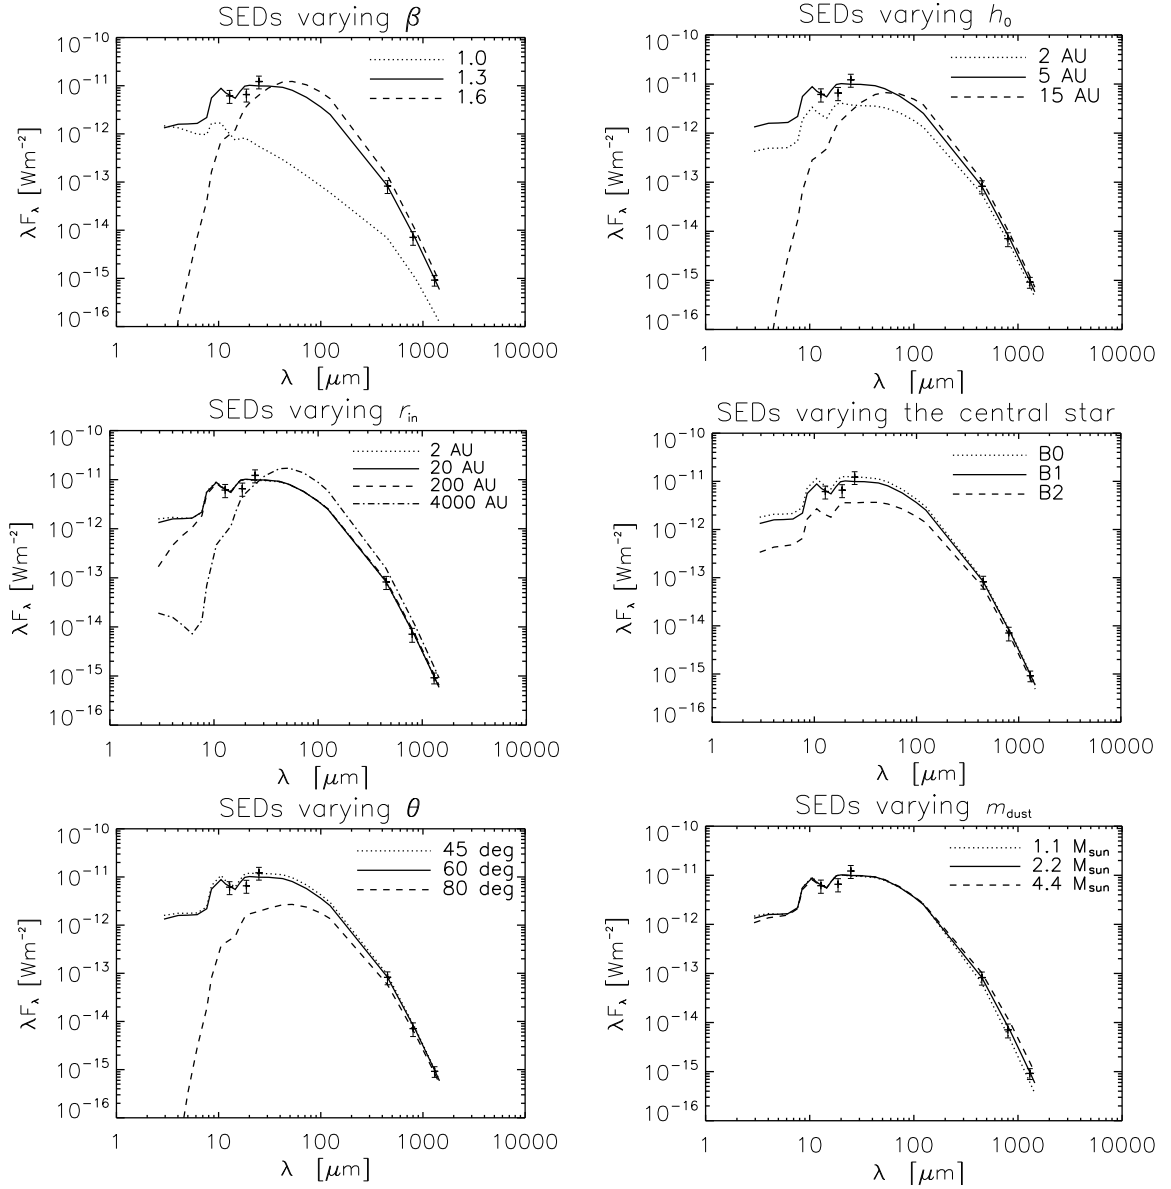 SEDs varying β
10⁻¹⁰
10⁻¹¹
10⁻¹²
10⁻¹³
10⁻¹⁴
10⁻¹⁵
10⁻¹⁶
λF_λ [Wm⁻²]
1.0
1.3
1.6
1 10 100 1000 10000
λ [μm]
SEDs varying h₀
10⁻¹⁰
10⁻¹¹
10⁻¹²
10⁻¹³
10⁻¹⁴
10⁻¹⁵
10⁻¹⁶
λF_λ [Wm⁻²]
2 AU
5 AU
15 AU
1 10 100 1000 10000
λ [μm]
SEDs varying r_in
10⁻¹⁰
10⁻¹¹
10⁻¹²
10⁻¹³
10⁻¹⁴
10⁻¹⁵
10⁻¹⁶
λF_λ [Wm⁻²]
2 AU
20 AU
200 AU
4000 AU
1 10 100 1000 10000
λ [μm]
SEDs varying the central star
10⁻¹⁰
10⁻¹¹
10⁻¹²
10⁻¹³
10⁻¹⁴
10⁻¹⁵
10⁻¹⁶
λF_λ [Wm⁻²]
B0
B1
B2
1 10 100 1000 10000
λ [μm]
SEDs varying θ
10⁻¹⁰
10⁻¹¹
10⁻¹²
10⁻¹³
10⁻¹⁴
10⁻¹⁵
10⁻¹⁶
λF_λ [Wm⁻²]
45 deg
60 deg
80 deg
1 10 100 1000 10000
λ [μm]
SEDs varying m_dust
10⁻¹⁰
10⁻¹¹
10⁻¹²
10⁻¹³
10⁻¹⁴
10⁻¹⁵
10⁻¹⁶
λF_λ [Wm⁻²]
1.1 M_sun
2.2 M_sun
4.4 M_sun
1 10 100 1000 10000
λ [μm]